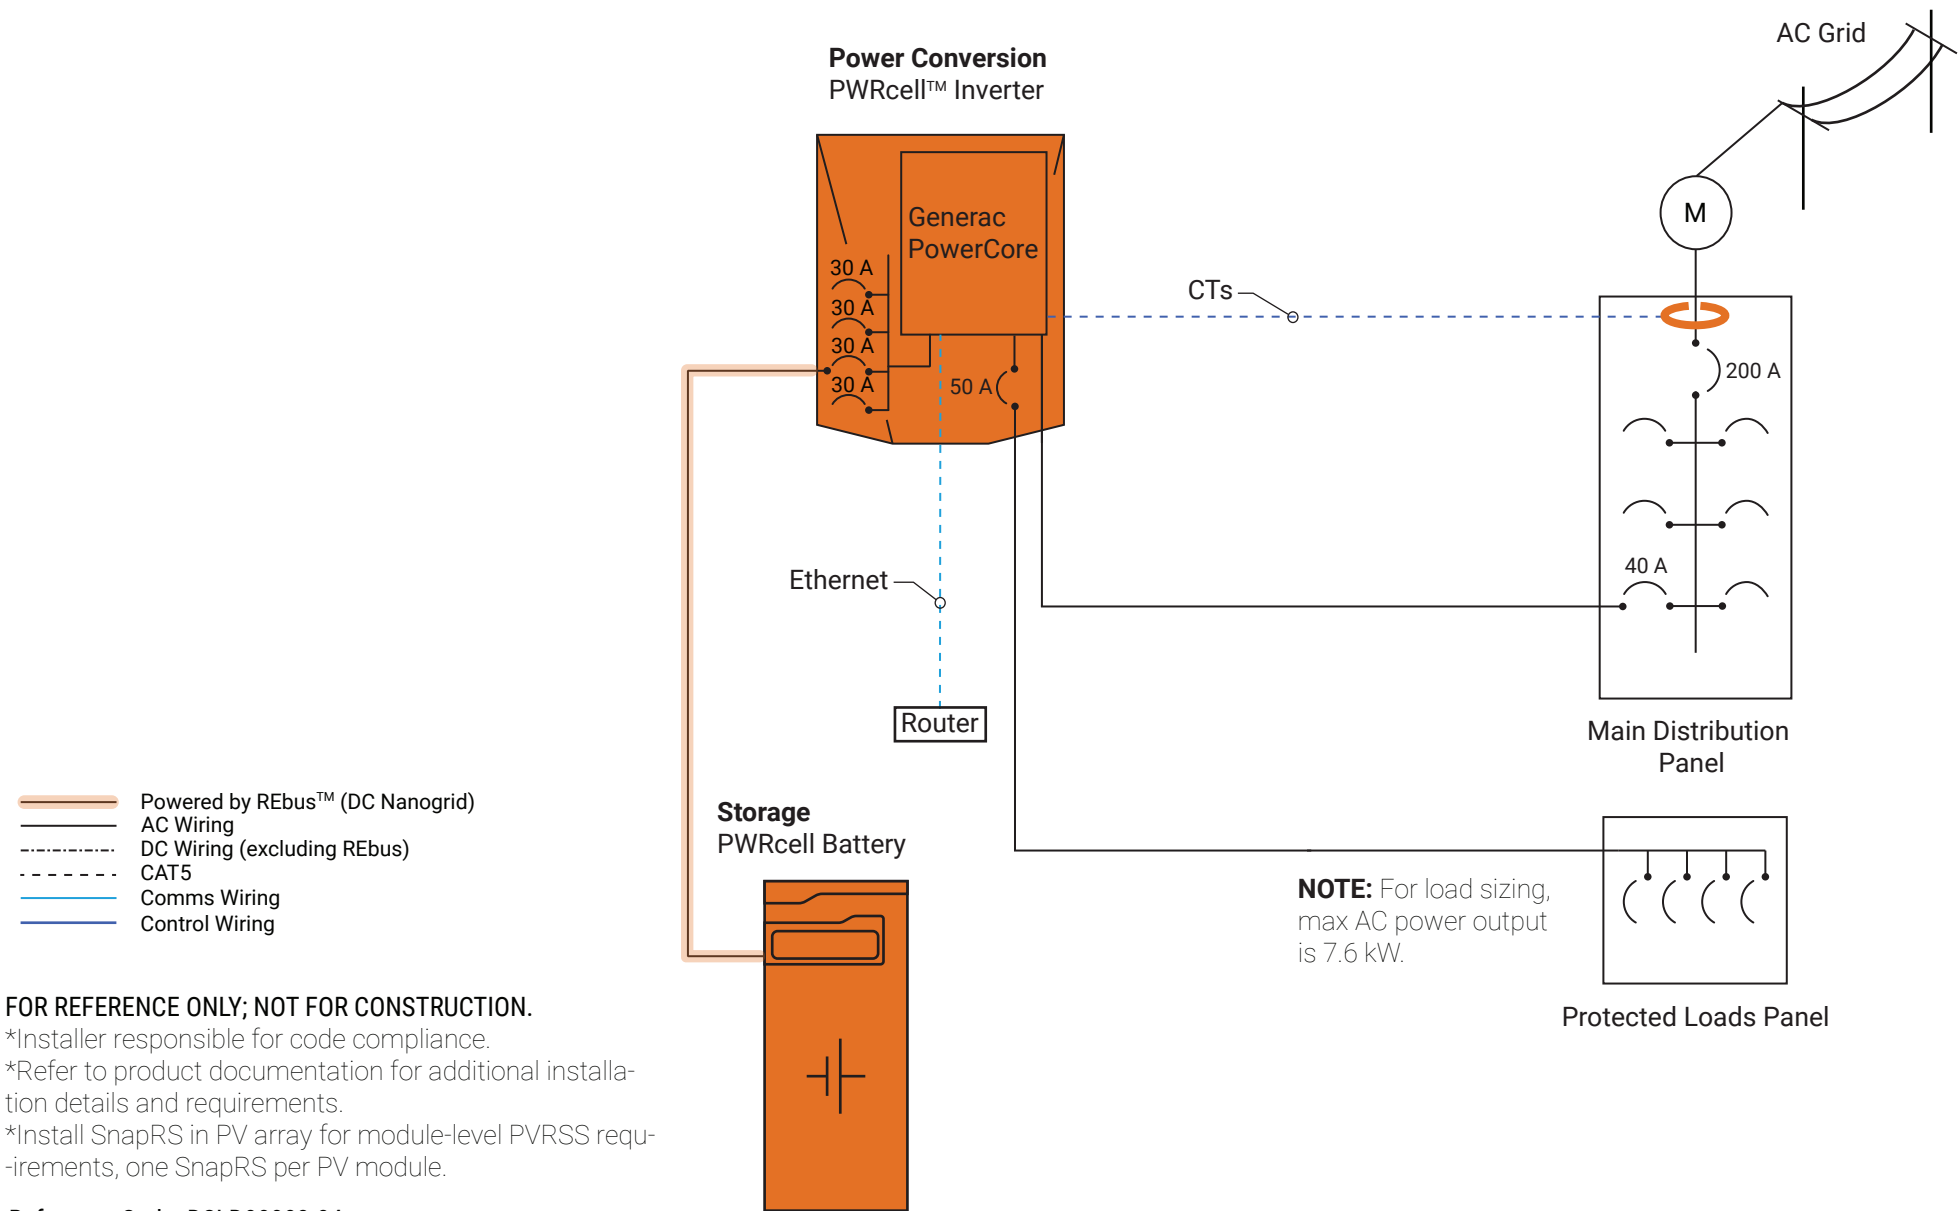 AC Grid
Power Conversion
PWRcell™ Inverter
M
Generac
PowerCore
30 A
30 A
30 A
30 A
50 A
CTs
200 A
40 A
Ethernet
Router
Main Distribution
Panel
Powered by REbus™ (DC Nanogrid)
AC Wiring
DC Wiring (excluding REbus)
CAT5
Comms Wiring
Control Wiring
Storage
PWRcell Battery
NOTE: For load sizing,
max AC power output
is 7.6 kW.
Protected Loads Panel
FOR REFERENCE ONLY; NOT FOR CONSTRUCTION.
*Installer responsible for code compliance.
*Refer to product documentation for additional installa-
tion details and requirements.
*Install SnapRS in PV array for module-level PVRSS requ-
-irements, one SnapRS per PV module.